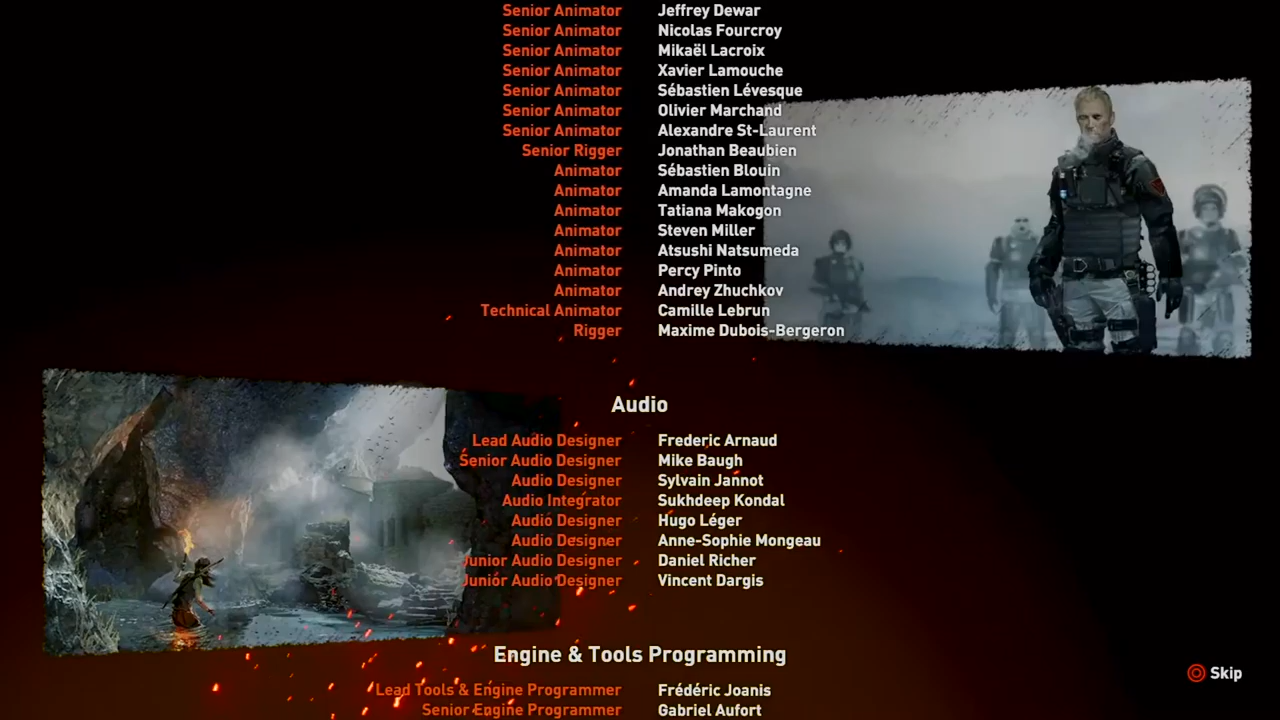 Senior Animator Jeffrey Dewar
Senior Animator Nicolas Fourcroy
Senior Animator Mikaël Lacroix
Senior Animator Xavier Lamouche
Senior Animator Sébastien Lévesque
Senior Animator Olivier Marchand
Senior Animator Alexandre St-Laurent
Senior Rigger Jonathan Beaubien
Animator Sébastien Blouin
Animator Amanda Lamontagne
Animator Tatiana Makogon
Animator Steven Miller
Animator Atsushi Natsumeda
Animator Percy Pinto
Animator Andrey Zhuchkov
Technical Animator Camille Lebrun
Rigger Maxime Dubois-Bergeron
Audio
Lead Audio Designer Frederic Arnaud
Senior Audio Designer Mike Baugh
Audio Designer Sylvain Jannot
Audio Integrator Sukhdeep Kondal
Audio Designer Hugo Léger
Audio Designer Anne-Sophie Mongeau
Junior Audio Designer Daniel Richer
Junior Audio Designer Vincent Dargis
Engine & Tools Programming
Lead Tools & Engine Programmer Frédéric Joanis
Senior Engine Programmer Gabriel Aufort
Skip